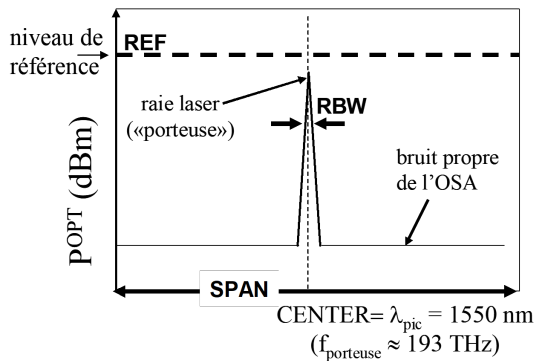 niveau de
référence
REF
raie laser
(«porteuse»)
RBW
bruit propre
de l'OSA
POPT (dBm)
SPAN
CENTER= λpic = 1550 nm
(fporteuse ≈ 193 THz)